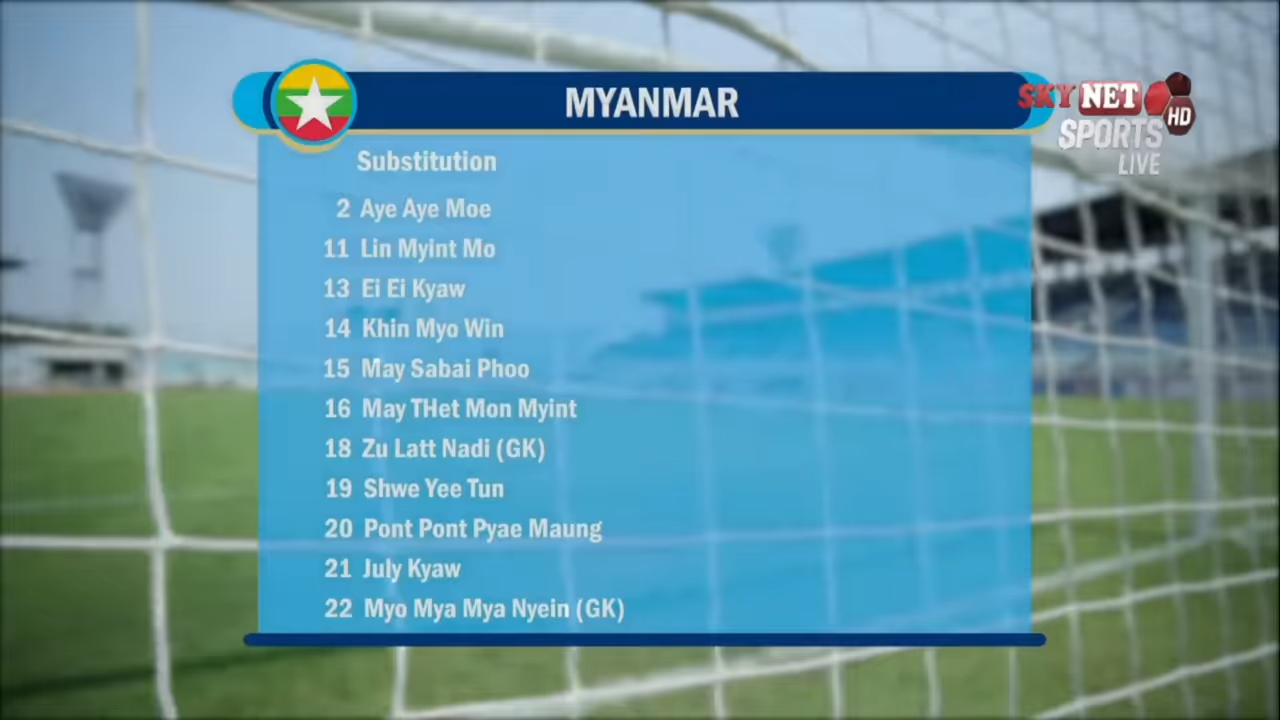 MYANMAR
SKY NET
SPORTS
HD
LIVE
Substitution
2 Aye Aye Moe
11 Lin Myint Mo
13 Ei Ei Kyaw
14 Khin Myo Win
15 May Sabai Phoo
16 May THet Mon Myint
18 Zu Latt Nadi (GK)
19 Shwe Yee Tun
20 Pont Pont Pyae Maung
21 July Kyaw
22 Myo Mya Mya Nyein (GK)